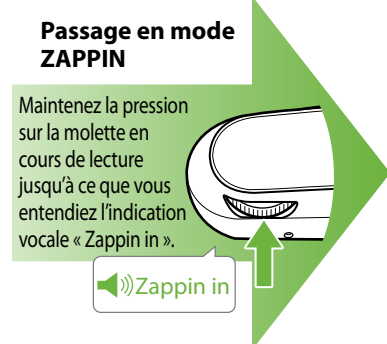 Passage en mode
ZAPPIN
Maintenez la pression
sur la molette en
cours de lecture
jusqu’à ce que vous
entendiez l’indication
vocale « Zappin in ».
Zappin in